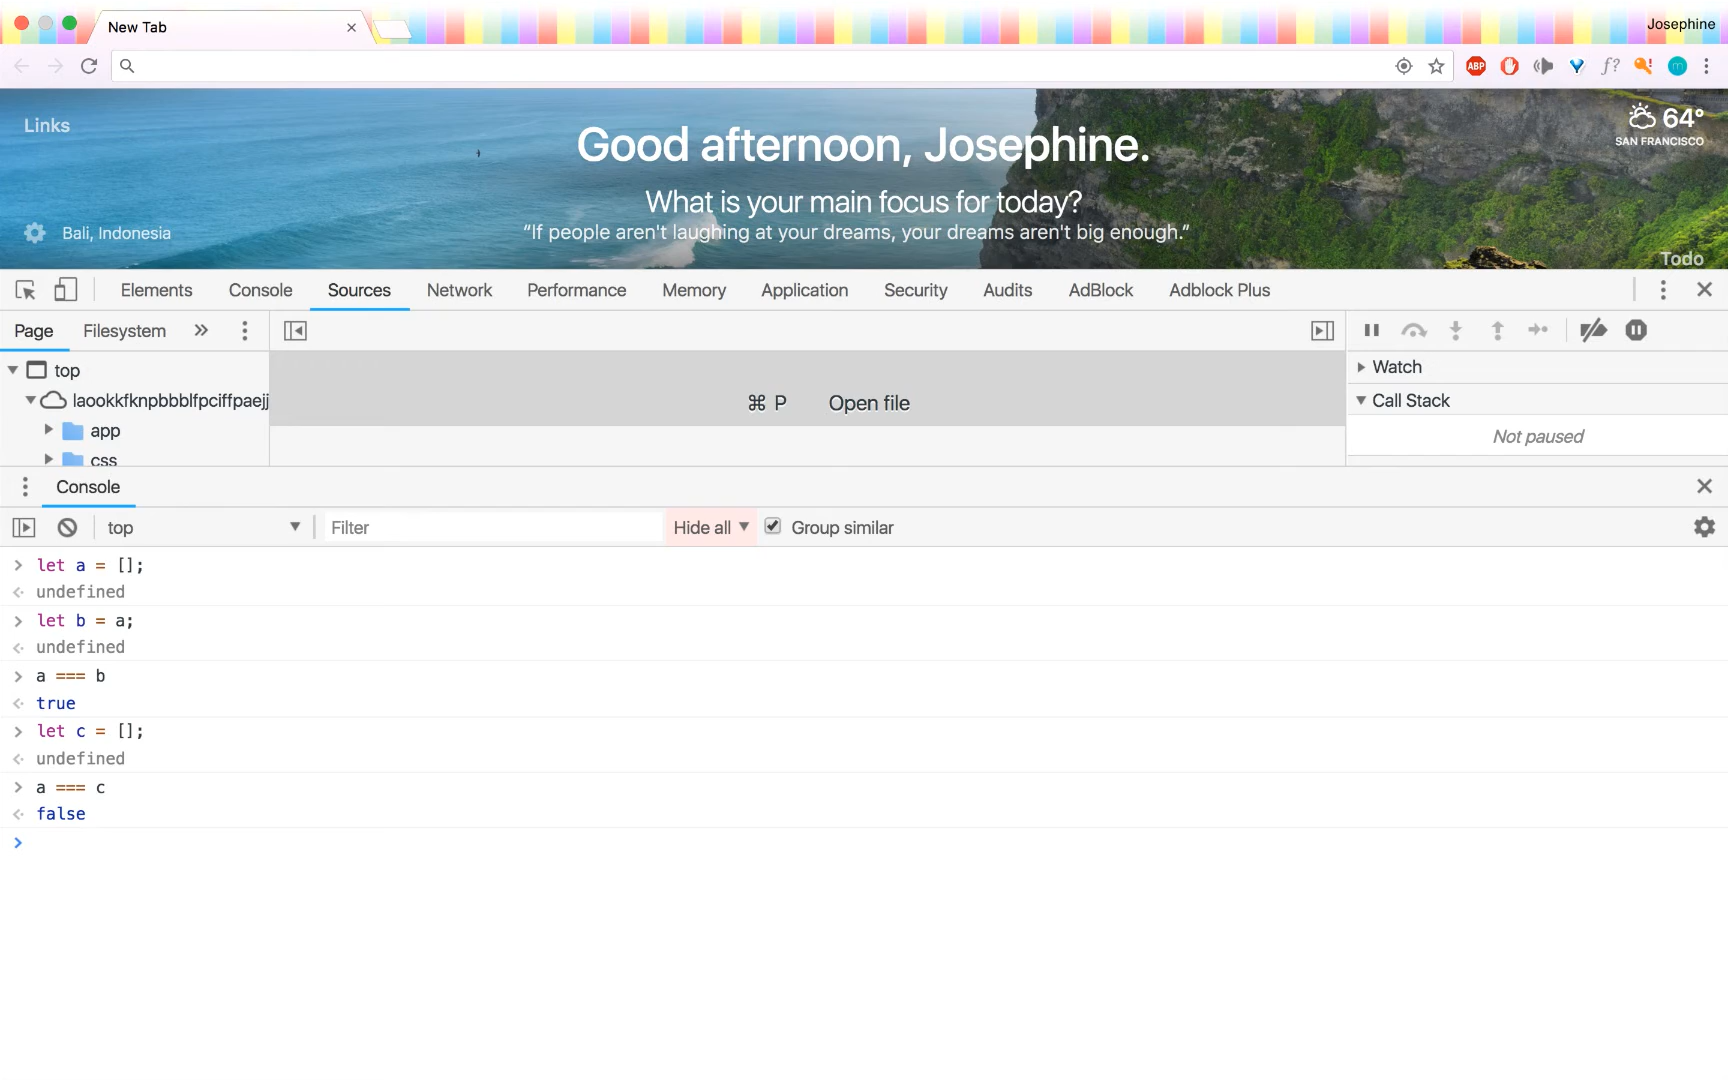 New Tab
Josephine
ABP
f?
m
Links
Good afternoon, Josephine.
64°
SAN FRANCISCO
What is your main focus for today?
Bali, Indonesia
“If people aren't laughing at your dreams, your dreams aren't big enough.”
Todo
Elements Console Sources Network Performance Memory Application Security Audits AdBlock Adblock Plus
Page Filesystem »
top
laookkfknpbbblfpciffpaejj
app
css
⌘ P Open file
Watch
Call Stack
Not paused
Console
top Filter Hide all Group similar
> let a = [];
undefined
> let b = a;
undefined
> a === b
true
> let c = [];
undefined
> a === c
false
>